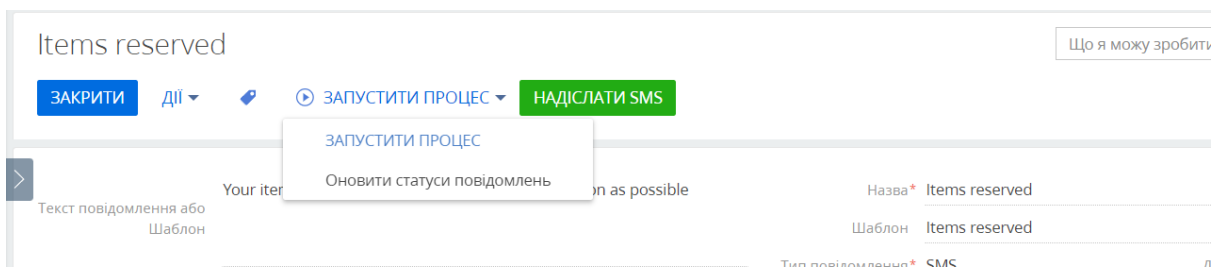 Items reserved
Що я можу зробити
ЗАКРИТИ ДІЇ ЗАПУСТИТИ ПРОЦЕС НАДІСЛАТИ SMS
ЗАПУСТИТИ ПРОЦЕС
Оновити статуси повідомлень
Your iter on as possible
Текст повідомлення або
Шаблон
Назва* Items reserved
Шаблон Items reserved
Тип повідомлення* SMS